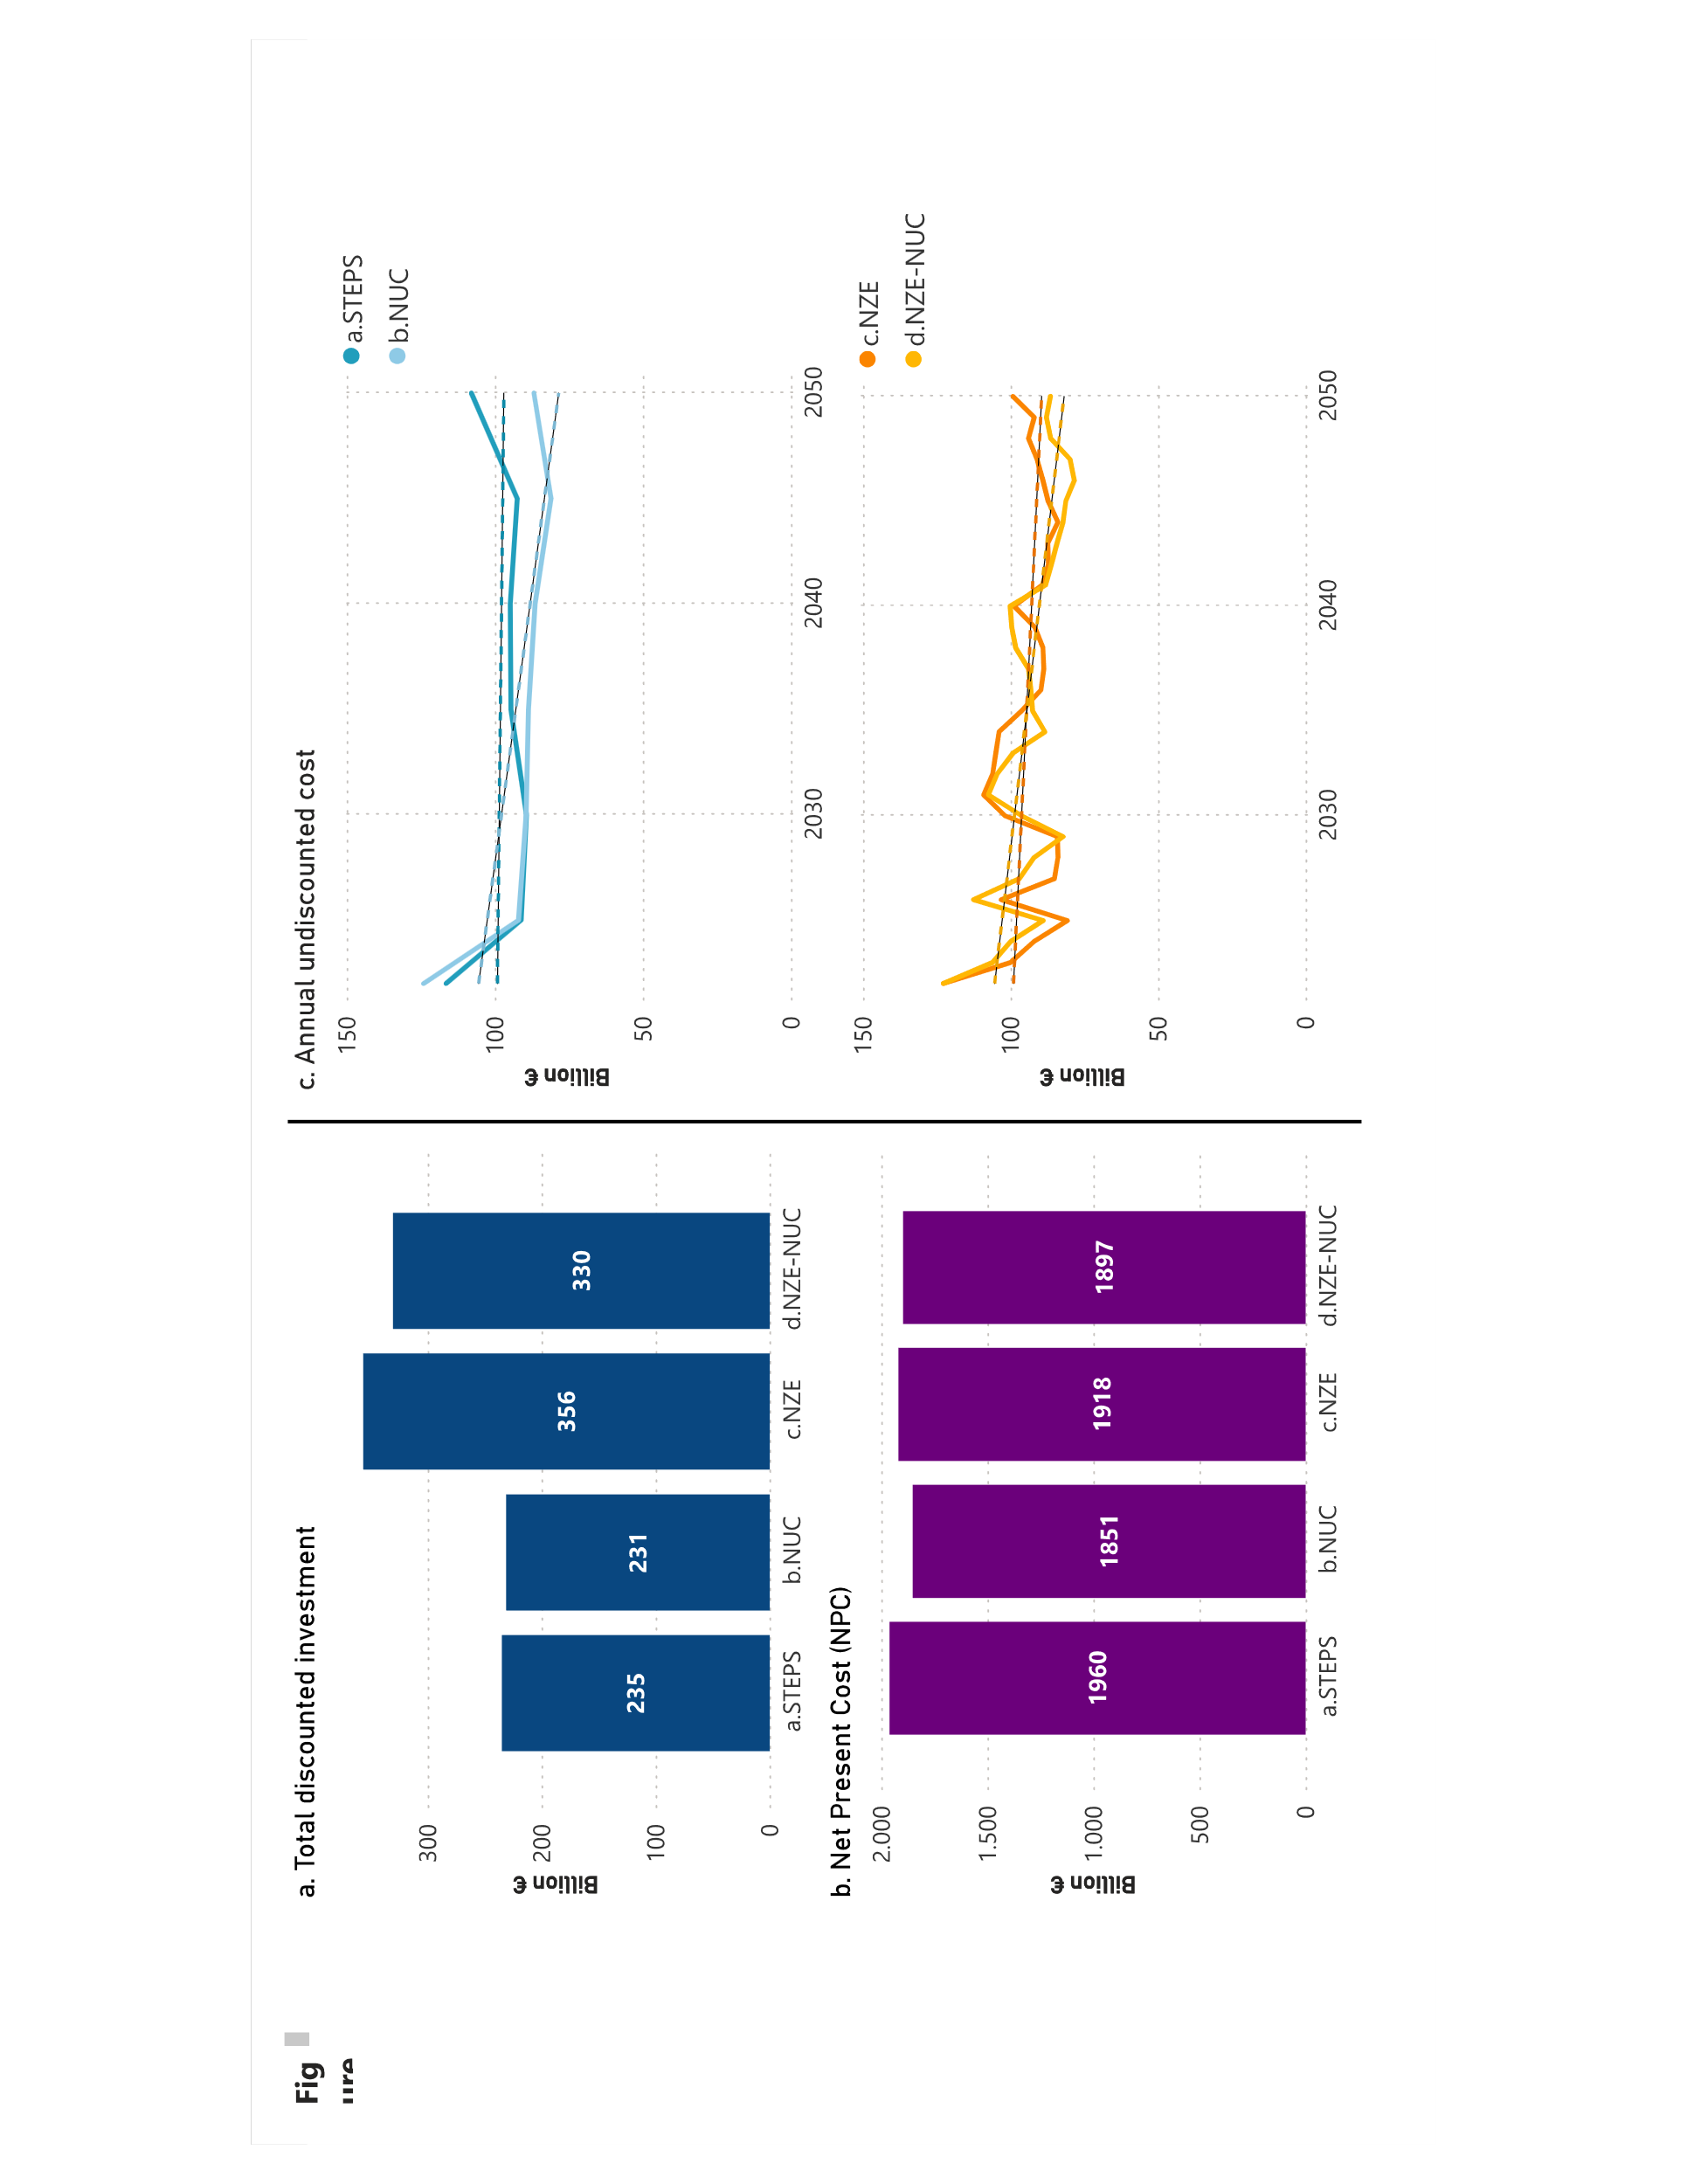 Fig
ure
a. Total discounted investment
Billion €
300
200
100
0
235
231
356
330
a.STEPS
b.NUC
c.NZE
d.NZE-NUC
b. Net Present Cost (NPC)
Billion €
2.000
1.500
1.000
500
0
1960
1851
1918
1897
a.STEPS
b.NUC
c.NZE
d.NZE-NUC
c. Annual undiscounted cost
Billion €
150
100
50
0
2030
2040
2050
a.STEPS
b.NUC
Billion €
150
100
50
0
2030
2040
2050
c.NZE
d.NZE-NUC